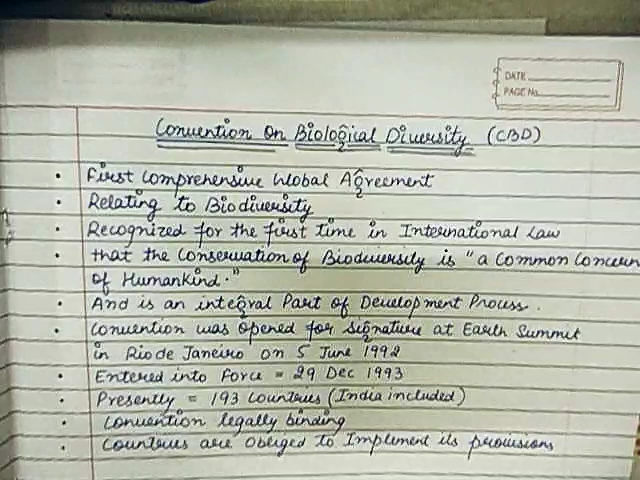 DATE
PAGE No.
Convention on Biological Diversity (CBD)
• First Comprehensive Global Agreement
• Relating to Biodiversity
• Recognized for the first time in International Law
• that the Conservation of Biodiversity is "a Common Concern
of Humankind."
• And is an integral Part of Development Process.
• Convention was opened for signature at Earth Summit
in Rio de Janeiro on 5 June 1992
• Entered into Force = 29 Dec 1993
• Presently = 193 Countries (India included)
• Convention legally binding
• Countries are Obliged to Implement its provisions